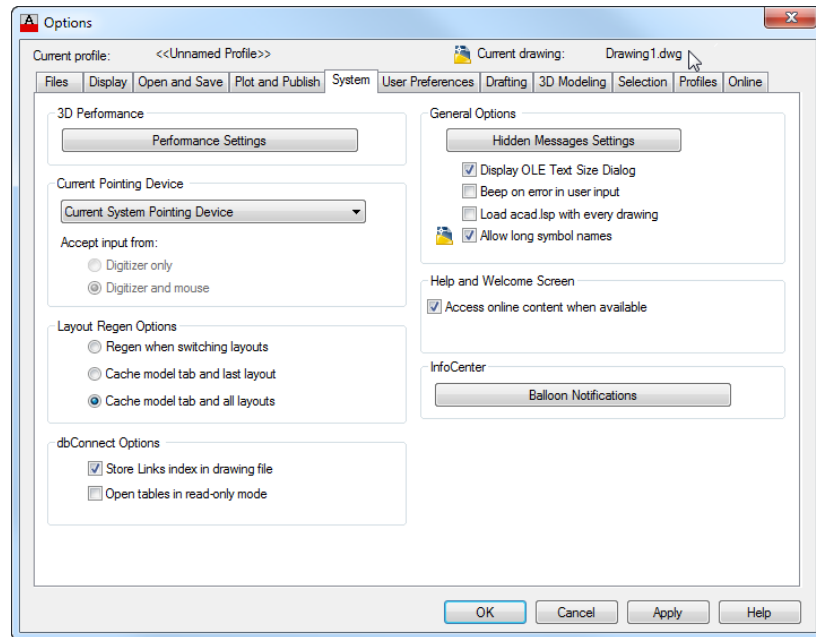 Options
Current profile: <<Unnamed Profile>> Current drawing: Drawing1.dwg
Files Display Open and Save Plot and Publish System User Preferences Drafting 3D Modeling Selection Profiles Online
3D Performance
Performance Settings
Current Pointing Device
Current System Pointing Device
Accept input from:
Digitizer only
Digitizer and mouse
Layout Regen Options
Regen when switching layouts
Cache model tab and last layout
Cache model tab and all layouts
dbConnect Options
Store Links index in drawing file
Open tables in read-only mode
General Options
Hidden Messages Settings
Display OLE Text Size Dialog
Beep on error in user input
Load acad.lsp with every drawing
Allow long symbol names
Help and Welcome Screen
Access online content when available
InfoCenter
Balloon Notifications
OK Cancel Apply Help